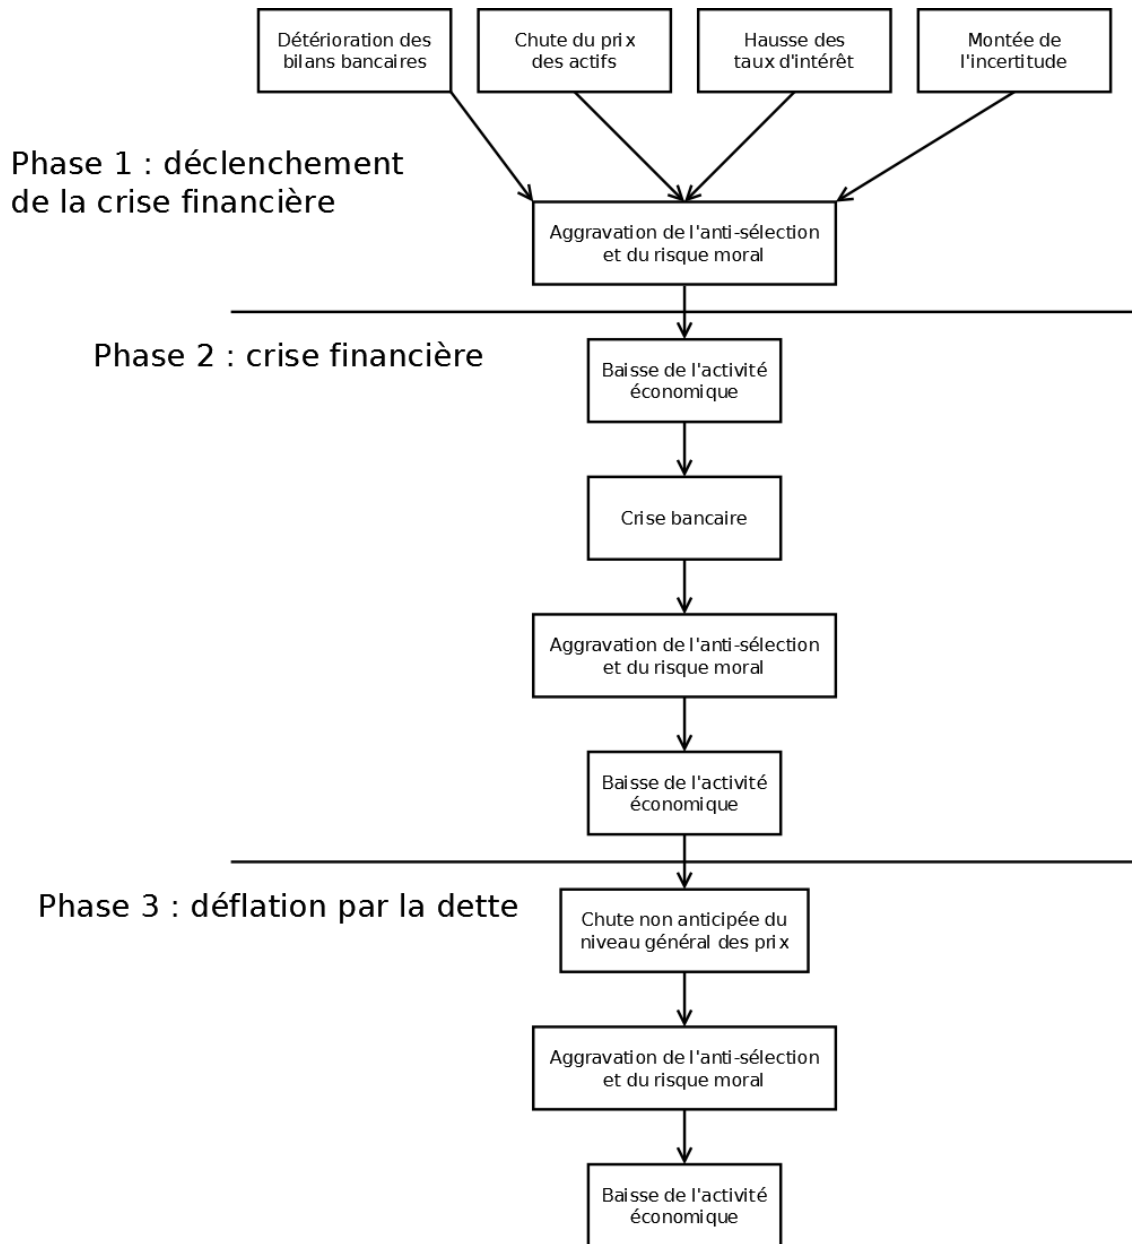 Détérioration des
bilans bancaires
Chute du prix
des actifs
Hausse des
taux d'intérêt
Montée de
l'incertitude
Phase 1 : déclenchement
de la crise financière
Aggravation de l'anti-sélection
et du risque moral
Phase 2 : crise financière
Baisse de l'activité
économique
Crise bancaire
Aggravation de l'anti-sélection
et du risque moral
Baisse de l'activité
économique
Phase 3 : déflation par la dette
Chute non anticipée du
niveau général des prix
Aggravation de l'anti-sélection
et du risque moral
Baisse de l'activité
économique